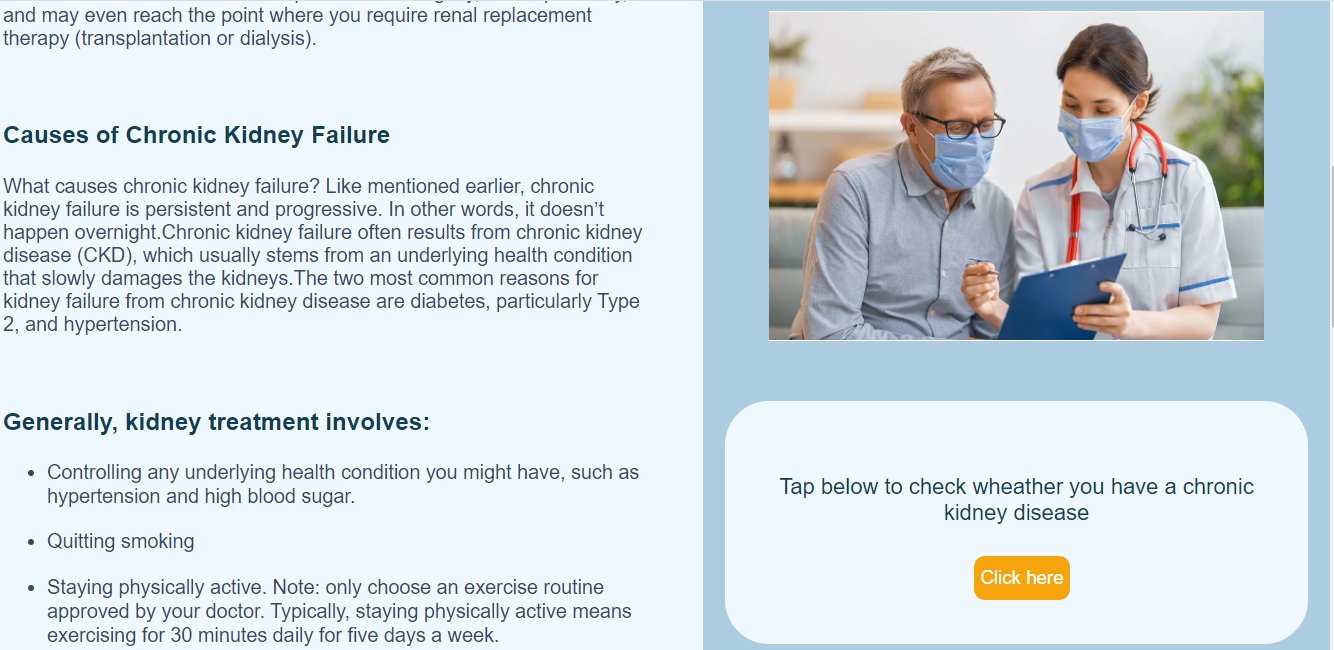 and may even reach the point where you require renal replacement
therapy (transplantation or dialysis).
Causes of Chronic Kidney Failure
What causes chronic kidney failure? Like mentioned earlier, chronic
kidney failure is persistent and progressive. In other words, it doesn’t
happen overnight.Chronic kidney failure often results from chronic kidney
disease (CKD), which usually stems from an underlying health condition
that slowly damages the kidneys.The two most common reasons for
kidney failure from chronic kidney disease are diabetes, particularly Type
2, and hypertension.
Generally, kidney treatment involves:
Controlling any underlying health condition you might have, such as
hypertension and high blood sugar.
Quitting smoking
Staying physically active. Note: only choose an exercise routine
approved by your doctor. Typically, staying physically active means
exercising for 30 minutes daily for five days a week.
Tap below to check wheather you have a chronic
kidney disease
Click here